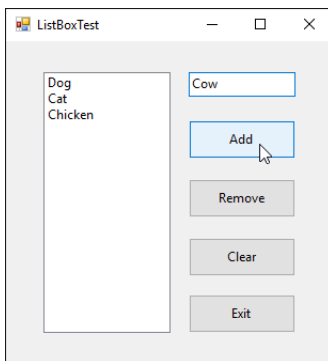 ListBoxTest
Dog
Cat
Chicken
Cow
Add
Remove
Clear
Exit